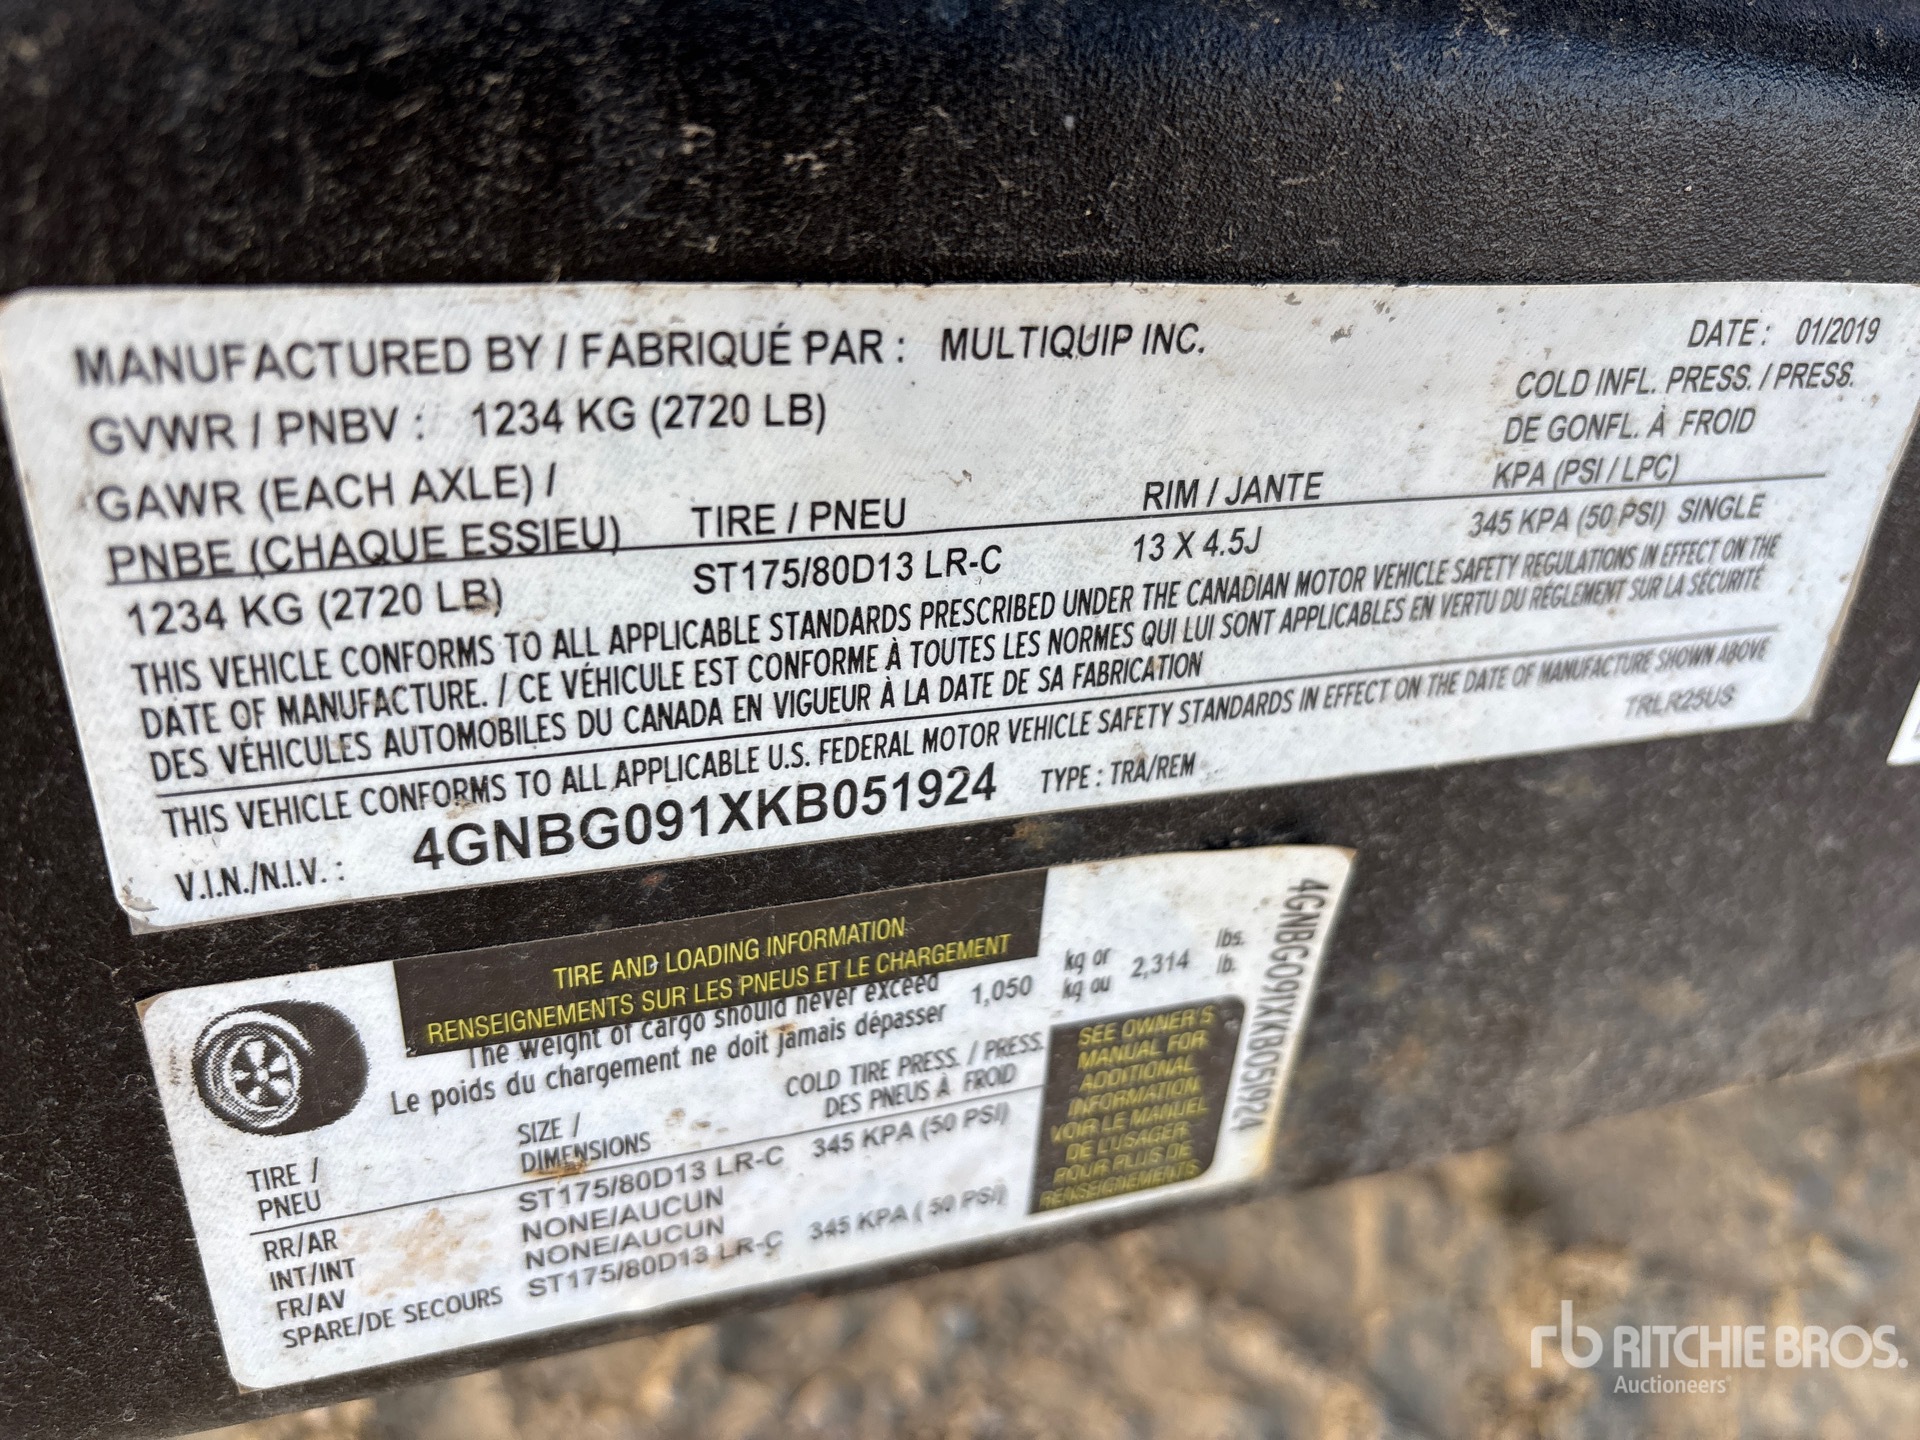 MANUFACTURED BY / FABRIQUÉ PAR : MULTIQUIP INC. DATE : 01/2019
GVWR / PNBV : 1234 KG (2720 LB) COLD INFL. PRESS. / PRESS.
DE GONFL. À FROID
GAWR (EACH AXLE) / KPA (PSI / LPC)
PNBE (CHAQUE ESSIEU) TIRE / PNEU RIM / JANTE
1234 KG (2720 LB) ST175/80D13 LR-C 13 X 4.5J 345 KPA (50 PSI) SINGLE
THIS VEHICLE CONFORMS TO ALL APPLICABLE STANDARDS PRESCRIBED UNDER THE CANADIAN MOTOR VEHICLE SAFETY REGULATIONS IN EFFECT ON THE
DATE OF MANUFACTURE. / CE VÉHICULE EST CONFORME À TOUTES LES NORMES QUI LUI SONT APPLICABLES EN VERTU DU RÉGLEMENT SUR LA SÉCURITÉ
DES VÉHICULES AUTOMOBILES DU CANADA EN VIGUEUR À LA DATE DE SA FABRICATION
THIS VEHICLE CONFORMS TO ALL APPLICABLE U.S. FEDERAL MOTOR VEHICLE SAFETY STANDARDS IN EFFECT ON THE DATE OF MANUFACTURE SHOWN ABOVE
V.I.N./N.I.V. : 4GNBG091XKB051924 TYPE : TRA/REM TRLR25US
TIRE AND LOADING INFORMATION
RENSEIGNEMENTS SUR LES PNEUS ET LE CHARGEMENT
The weight of cargo should never exceed 1,050 kg or 2,314 lbs.
Le poids du chargement ne doit jamais dépasser kg ou lb.
TIRE / SIZE / COLD TIRE PRESS. / PRESS.
PNEU DIMENSIONS DES PNEUS À FROID
RR/AR ST175/80D13 LR-C 345 KPA (50 PSI)
INT/INT NONE/AUCUN
FR/AV NONE/AUCUN
SPARE/DE SECOURS ST175/80D13 LR-C 345 KPA ( 50 PSI)
SEE OWNER'S
MANUAL FOR
ADDITIONAL
INFORMATION
VOIR LE MANUEL
DE L'USAGER
POUR PLUS DE
RENSEIGNEMENTS
4GNBG091XKB051924
rb RITCHIE BROS.
Auctioneers